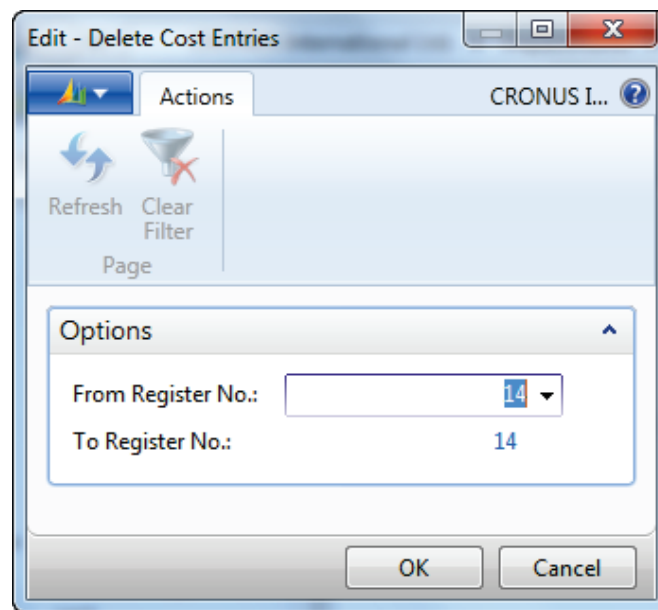 Edit - Delete Cost Entries
Actions
CRONUS I... ?
Refresh Clear Filter
Page
Options
From Register No.: 14
To Register No.: 14
OK Cancel